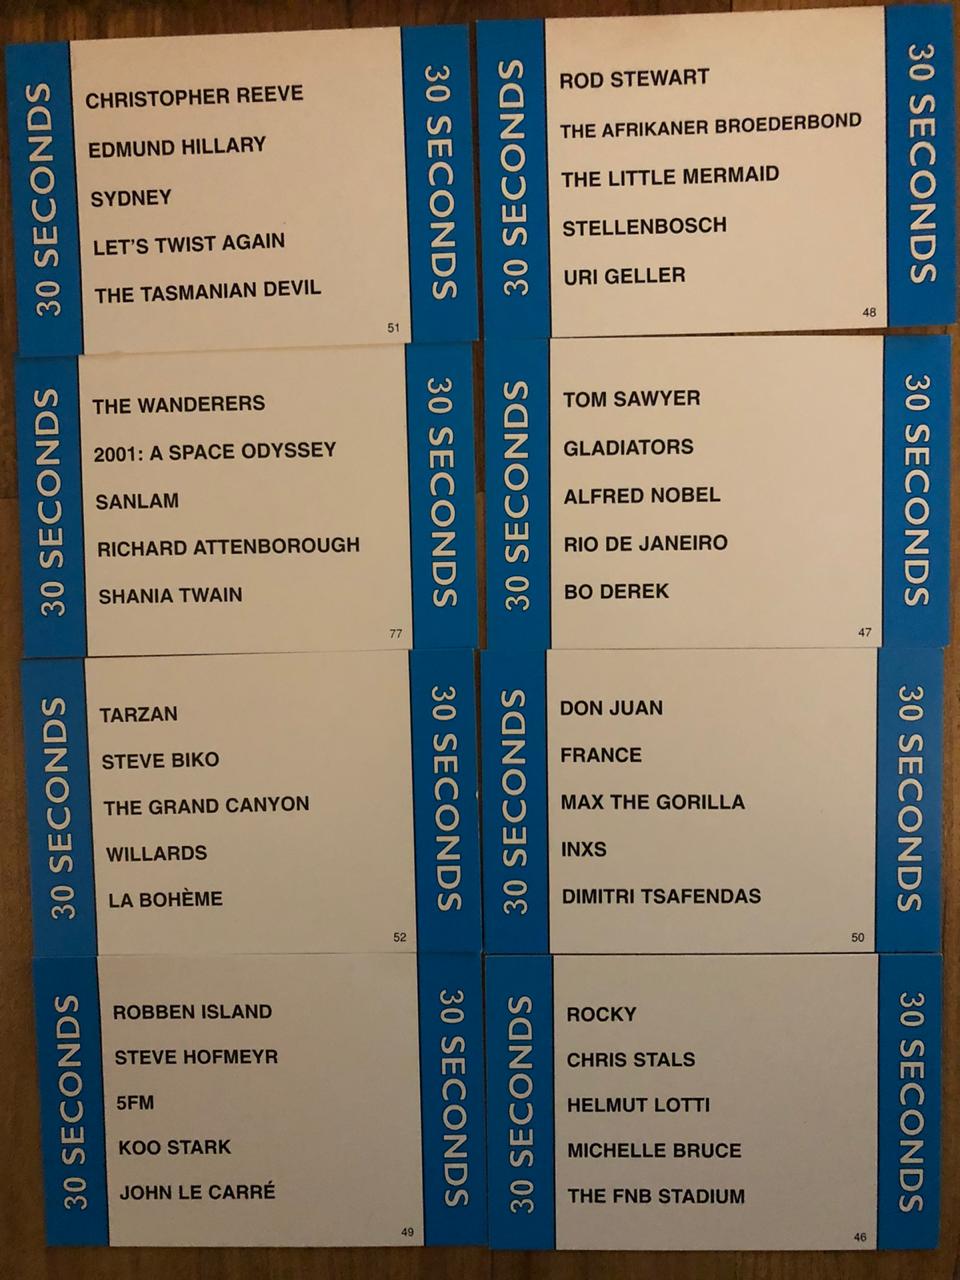 30 SECONDS
CHRISTOPHER REEVE
EDMUND HILLARY
SYDNEY
LET'S TWIST AGAIN
THE TASMANIAN DEVIL
51
30 SECONDS
30 SECONDS
ROD STEWART
THE AFRIKANER BROEDERBOND
THE LITTLE MERMAID
STELLENBOSCH
URI GELLER
48
30 SECONDS
30 SECONDS
THE WANDERERS
2001: A SPACE ODYSSEY
SANLAM
RICHARD ATTENBOROUGH
SHANIA TWAIN
77
30 SECONDS
30 SECONDS
TOM SAWYER
GLADIATORS
ALFRED NOBEL
RIO DE JANEIRO
BO DEREK
47
30 SECONDS
30 SECONDS
TARZAN
STEVE BIKO
THE GRAND CANYON
WILLARDS
LA BOHÈME
52
30 SECONDS
30 SECONDS
DON JUAN
FRANCE
MAX THE GORILLA
INXS
DIMITRI TSAFENDAS
50
30 SECONDS
30 SECONDS
ROBBEN ISLAND
STEVE HOFMEYR
5FM
KOO STARK
JOHN LE CARRÉ
49
30 SECONDS
30 SECONDS
ROCKY
CHRIS STALS
HELMUT LOTTI
MICHELLE BRUCE
THE FNB STADIUM
46
30 SECONDS